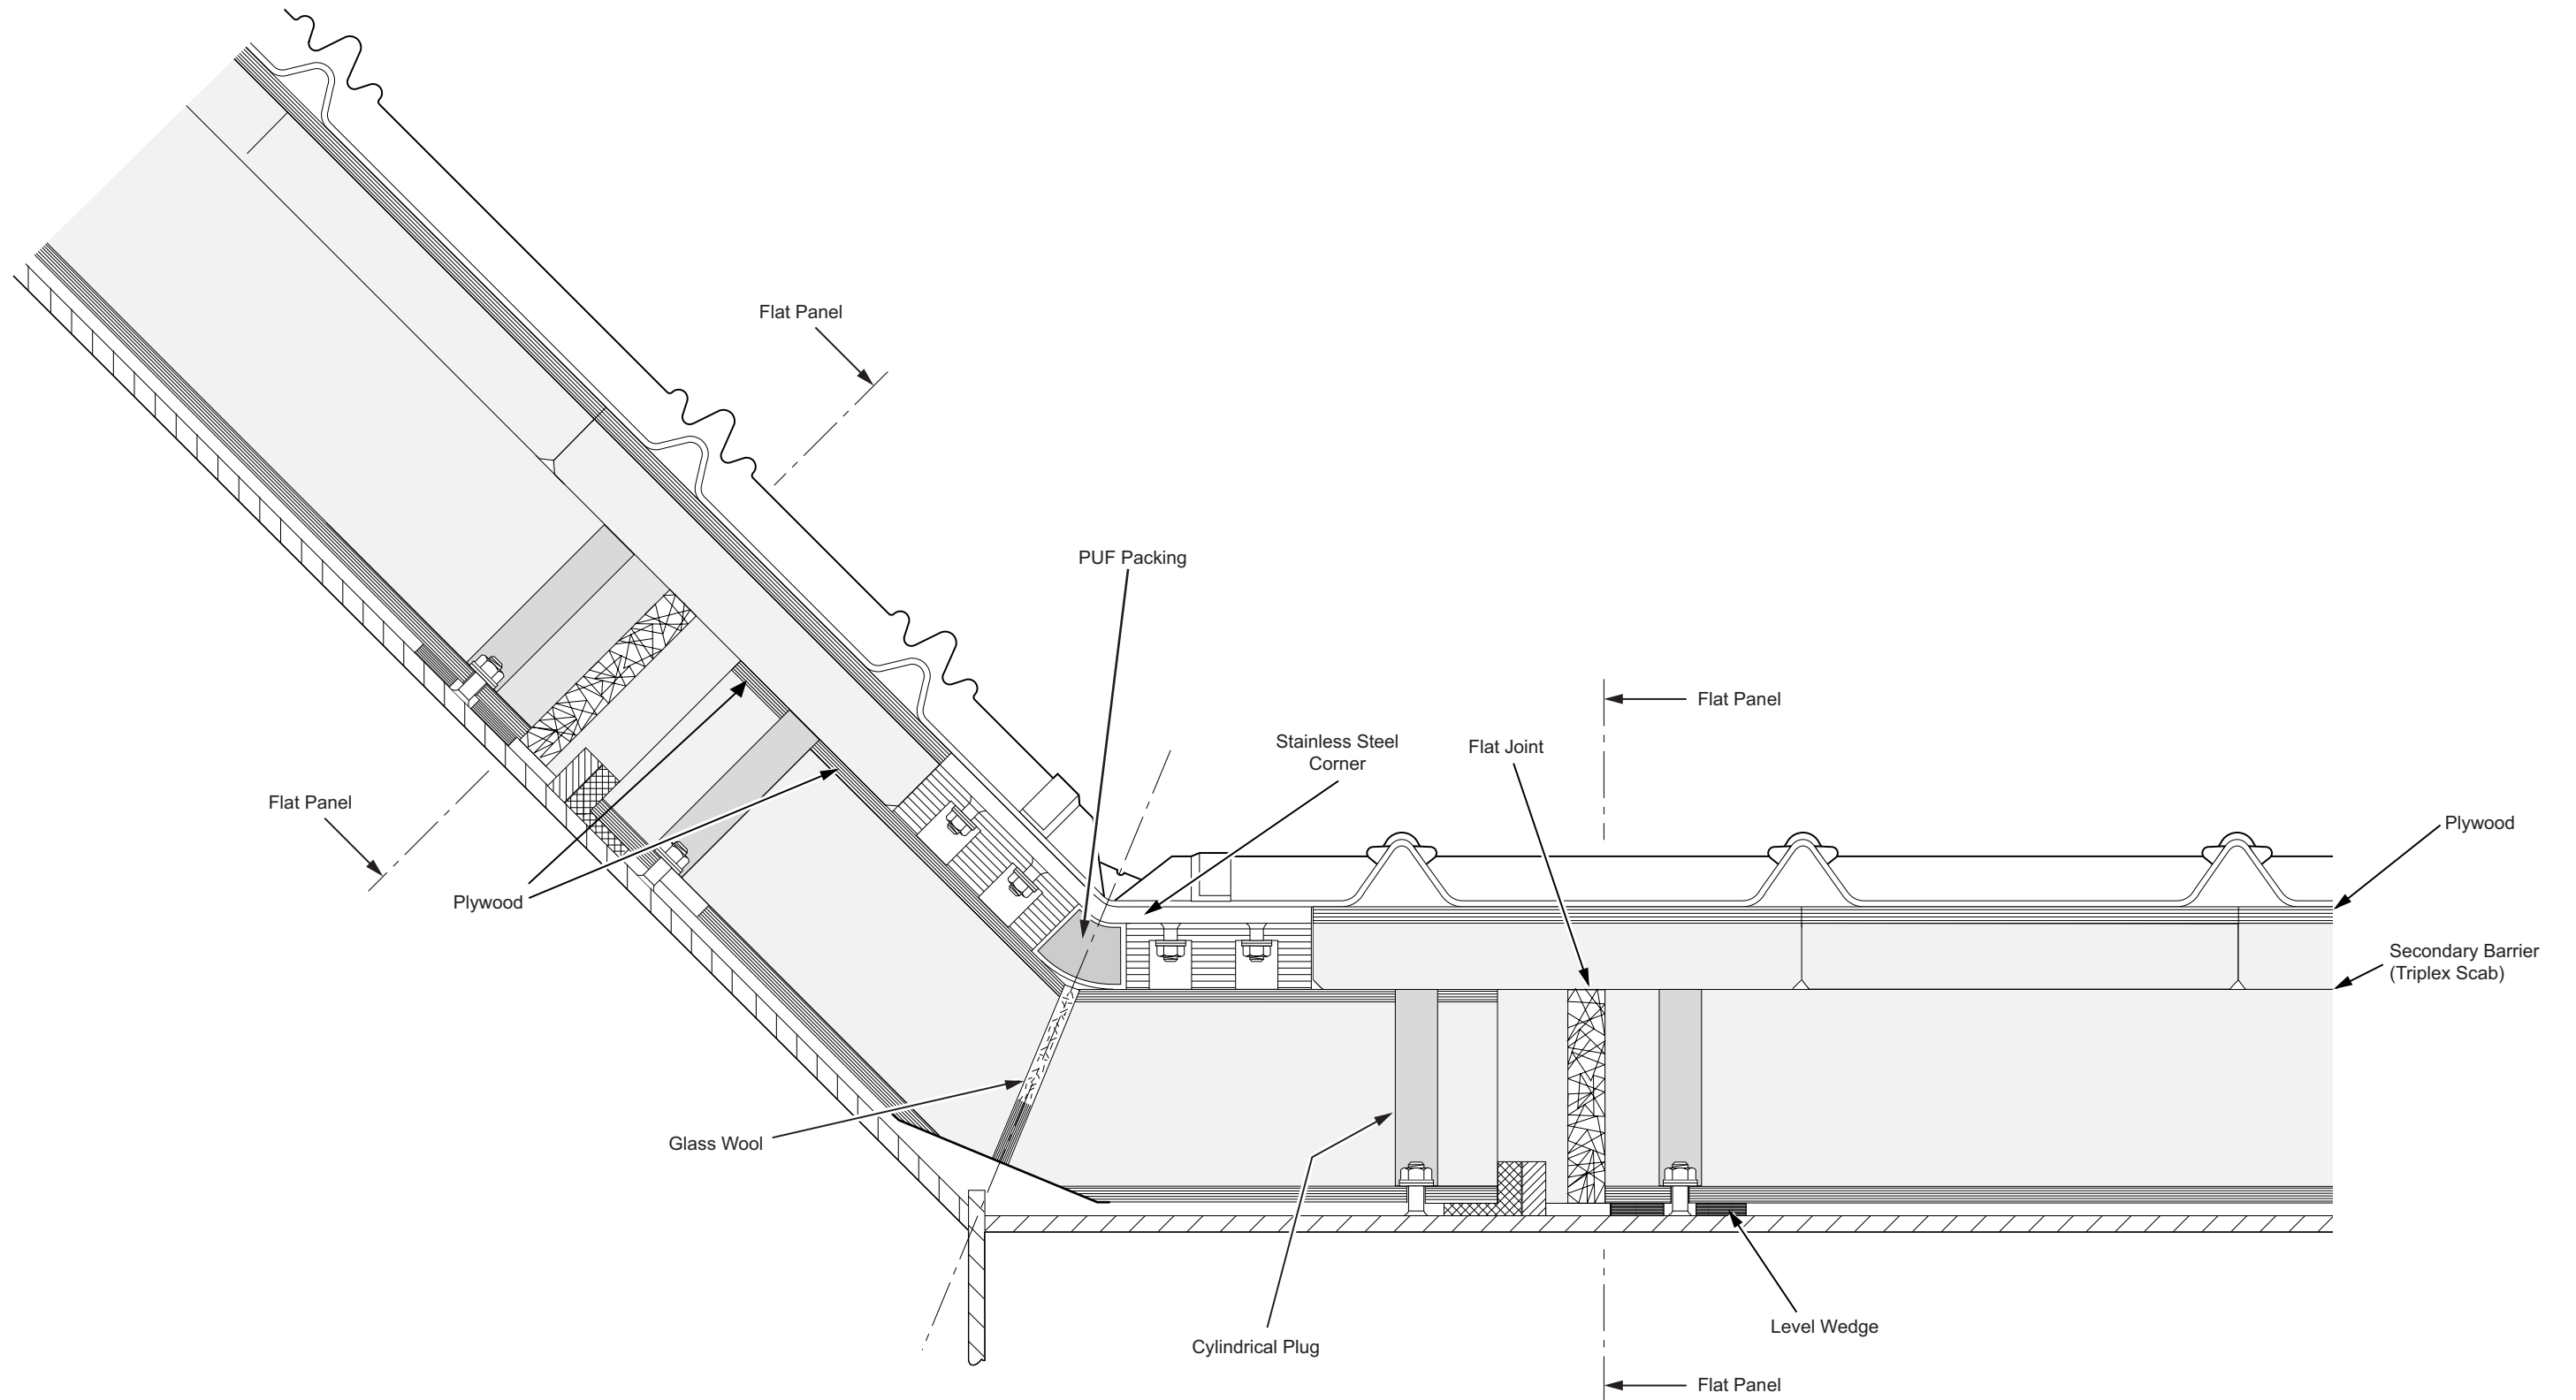 Flat Panel
PUF Packing
Flat Panel
Stainless Steel
Corner
Flat Joint
Flat Panel
Plywood
Plywood
Secondary Barrier
(Triplex Scab)
Glass Wool
Level Wedge
Cylindrical Plug
Flat Panel